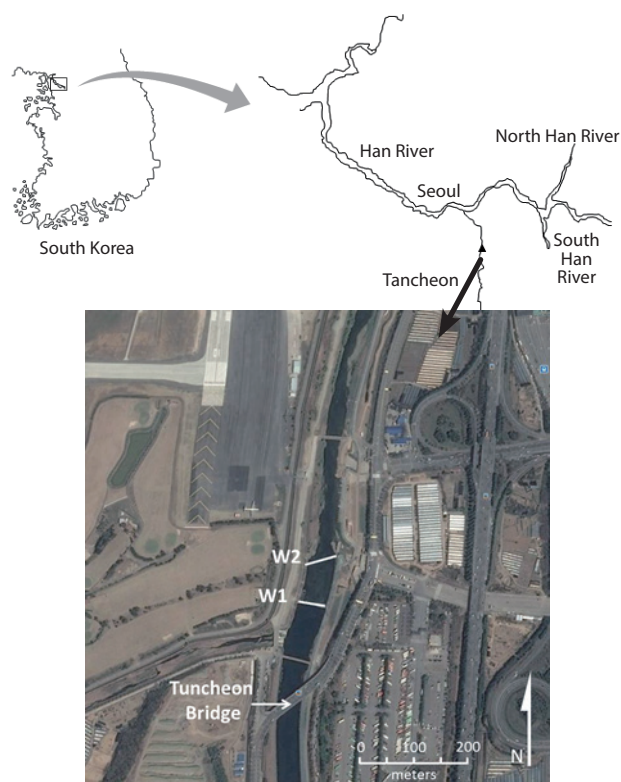 North Han River
Han River
Seoul
South Korea
South
Han
River
Tancheon
W2
W1
Tuncheon
Bridge
0 100 200
meters
N